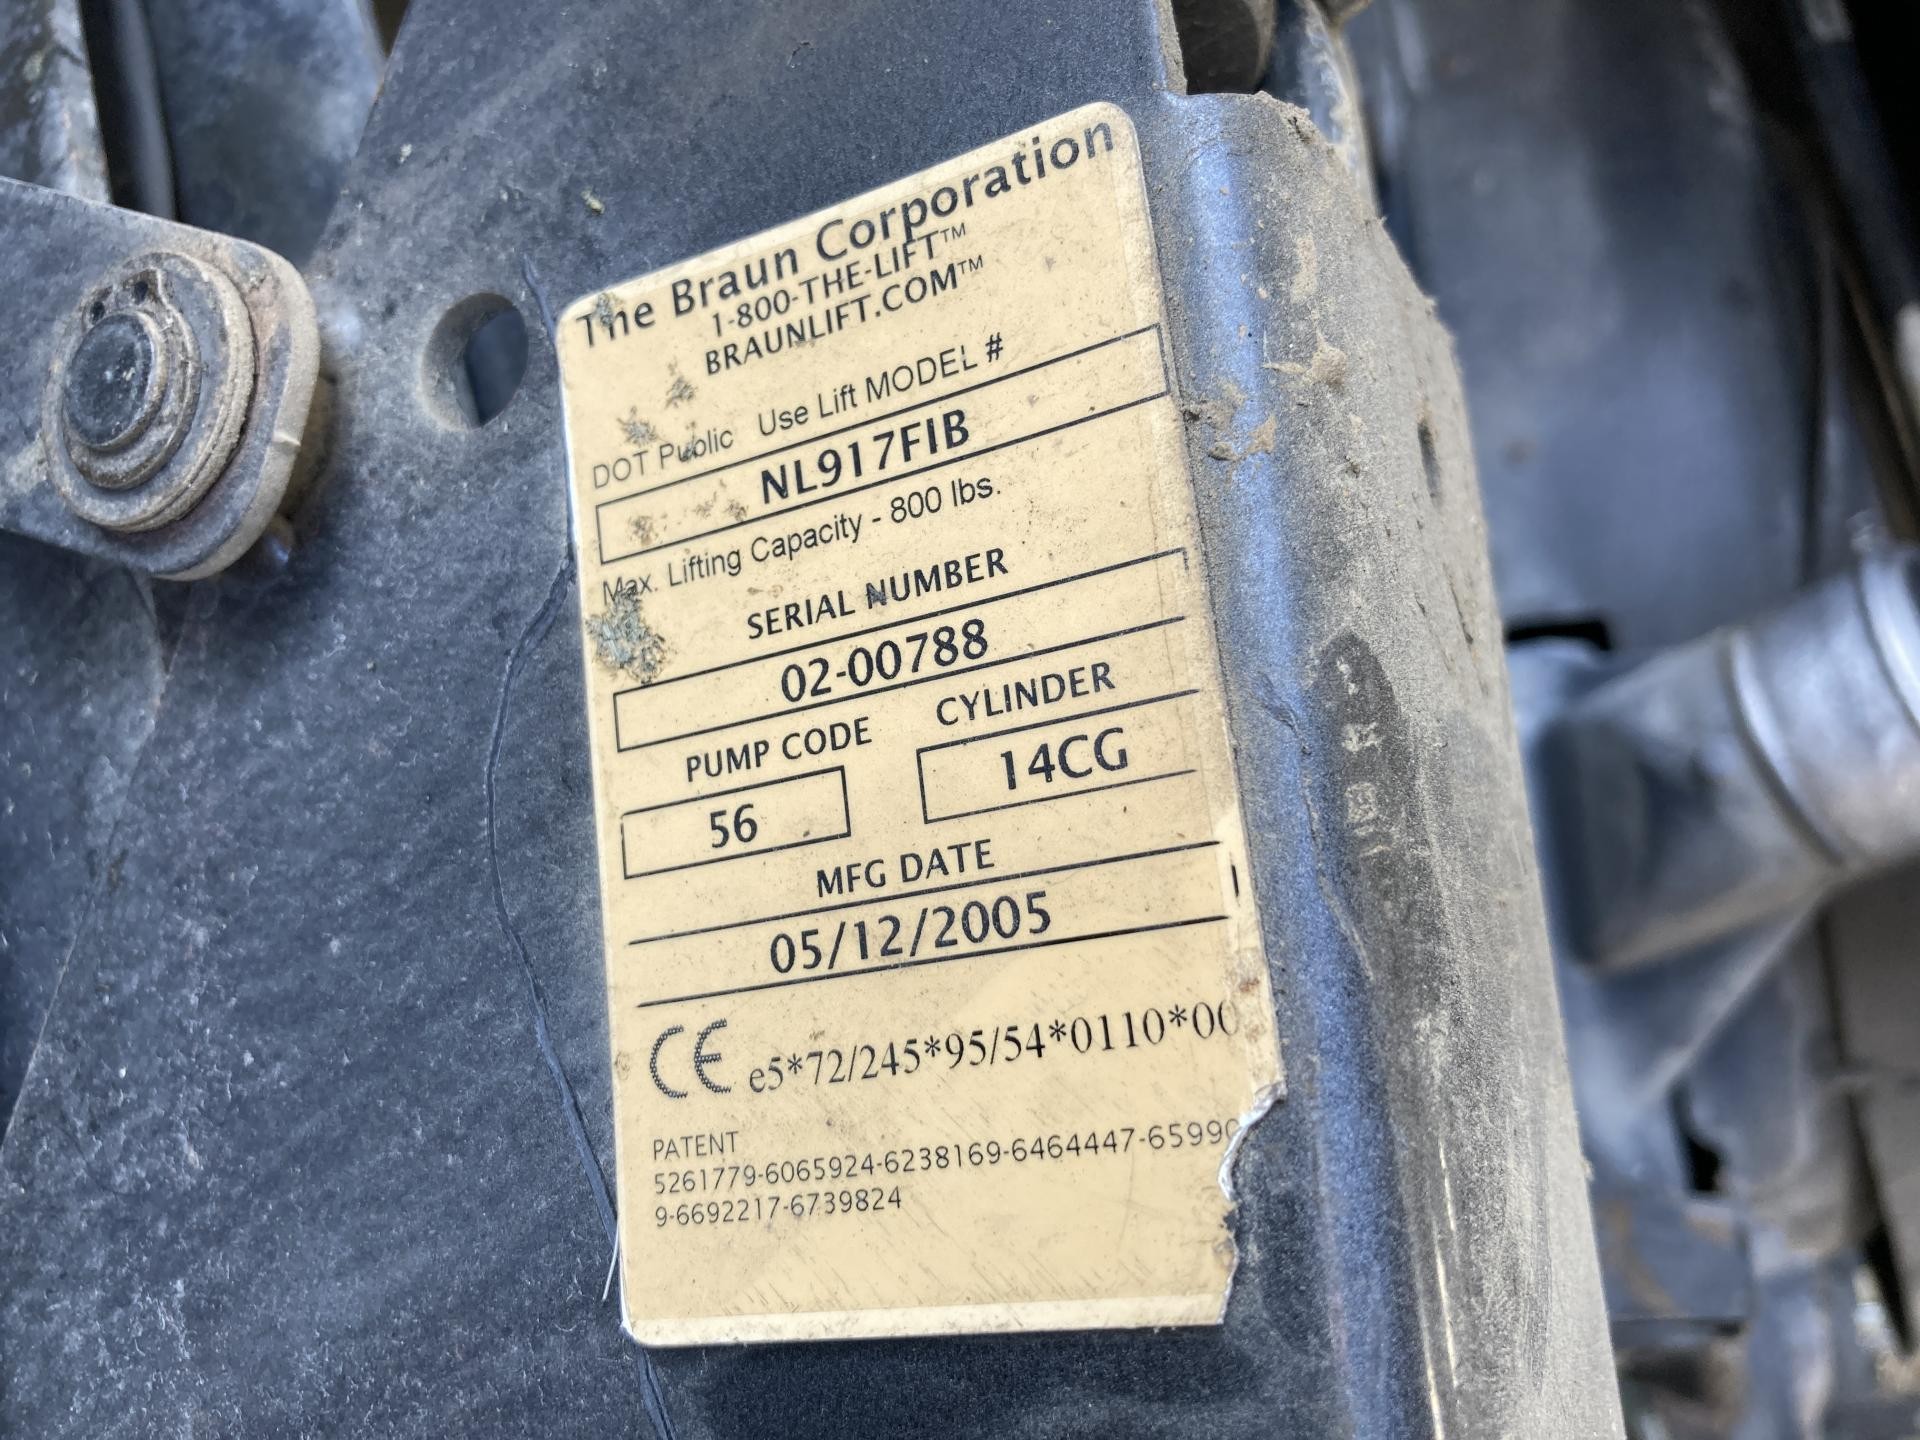 The Braun Corporation
1-800-THE-LIFT™
BRAUNLIFT.COM™
DOT Public Use Lift MODEL #
NL917FIB
Max. Lifting Capacity - 800 lbs.
SERIAL NUMBER
02-00788
PUMP CODE CYLINDER
56 14CG
MFG DATE
05/12/2005
CE e5*72/245*95/54*0110*00
PATENT
5261779-6065924-6238169-6464447-65990
9-6692217-6739824